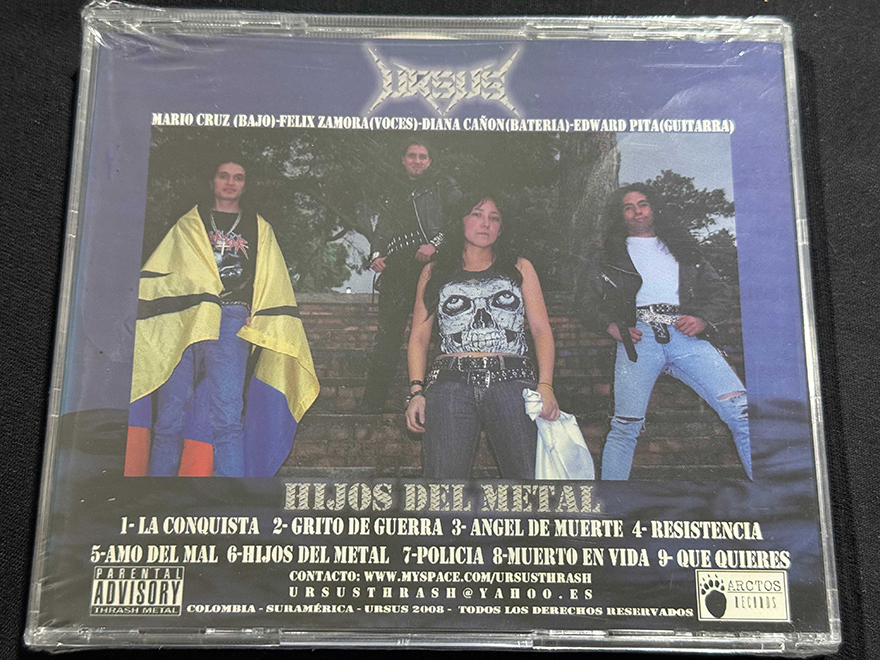 URSUS
MARIO CRUZ (BAJO)-FELIX ZAMORA(VOCES)-DIANA CAÑON(BATERIA)-EDWARD PITA(GUITARRA)
HIJOS DEL METAL
1- LA CONQUISTA 2- GRITO DE GUERRA 3- ANGEL DE MUERTE 4- RESISTENCIA
5-AMO DEL MAL 6-HIJOS DEL METAL 7-POLICIA 8-MUERTO EN VIDA 9- QUE QUIERES
CONTACTO: WWW.MYSPACE.COM/URSUSTHRASH
URSUSTHRASH@YAHOO.ES
COLOMBIA - SURAMÉRICA - URSUS 2008 - TODOS LOS DERECHOS RESERVADOS
PARENTAL
ADVISORY
THRASH METAL
ARCTOS
RECORDS